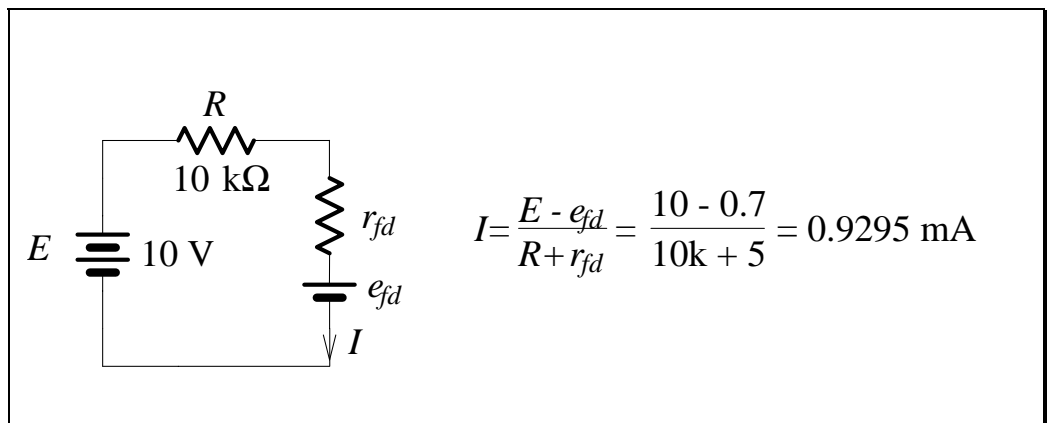 R
10 kΩ
r_fd
E
10 V
e_fd
I
I = (E - e_fd)/(R + r_fd) = (10 - 0.7)/(10k + 5) = 0.9295 mA